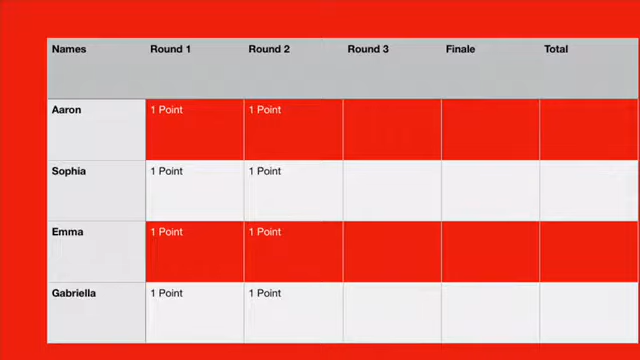 Names Round 1 Round 2 Round 3 Finale Total
Aaron 1 Point 1 Point
Sophia 1 Point 1 Point
Emma 1 Point 1 Point
Gabriella 1 Point 1 Point